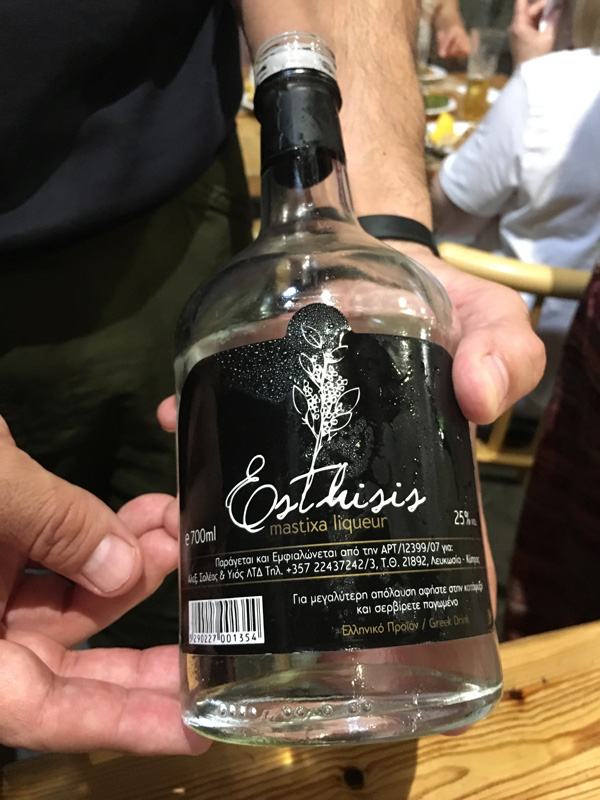 Esthisis
mastixa liqueur
e 700ml
25% vol.
Παράγεται και Εμφιαλώνεται από την ΑΡΤ/12399/07 για:
Αλεξ. Σολέας & Υιός ΛΤΔ Τηλ. +357 22437242/3, Τ.Θ. 21892, Λευκωσία - Κύπρος
Για μεγαλύτερη απόλαυση αφήστε στην κατάψυξη
και σερβίρετε παγωμένο
Ελληνικό Προϊόν / Greek Drink
5290227 001354